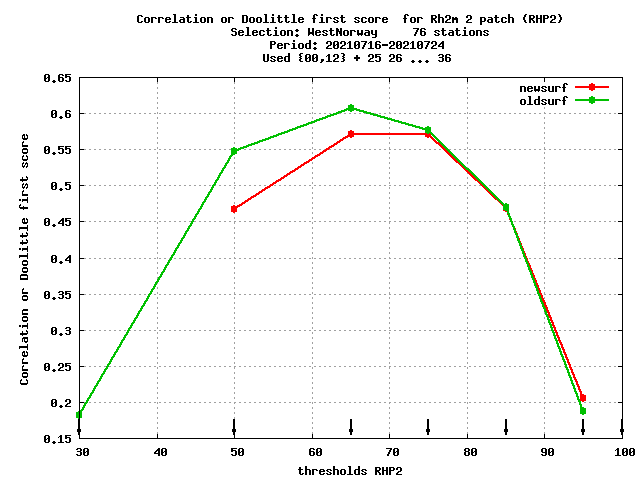 Correlation or Doolittle first score  for Rh2m 2 patch (RHP2)
Selection: WestNorway     76 stations
Period: 20210716-20210724
Used {00,12} + 25 26 ... 36
newsurf
oldsurf
Correlation or Doolittle first score
0.65
0.6
0.55
0.5
0.45
0.4
0.35
0.3
0.25
0.2
0.15
30 40 50 60 70 80 90 100
thresholds RHP2